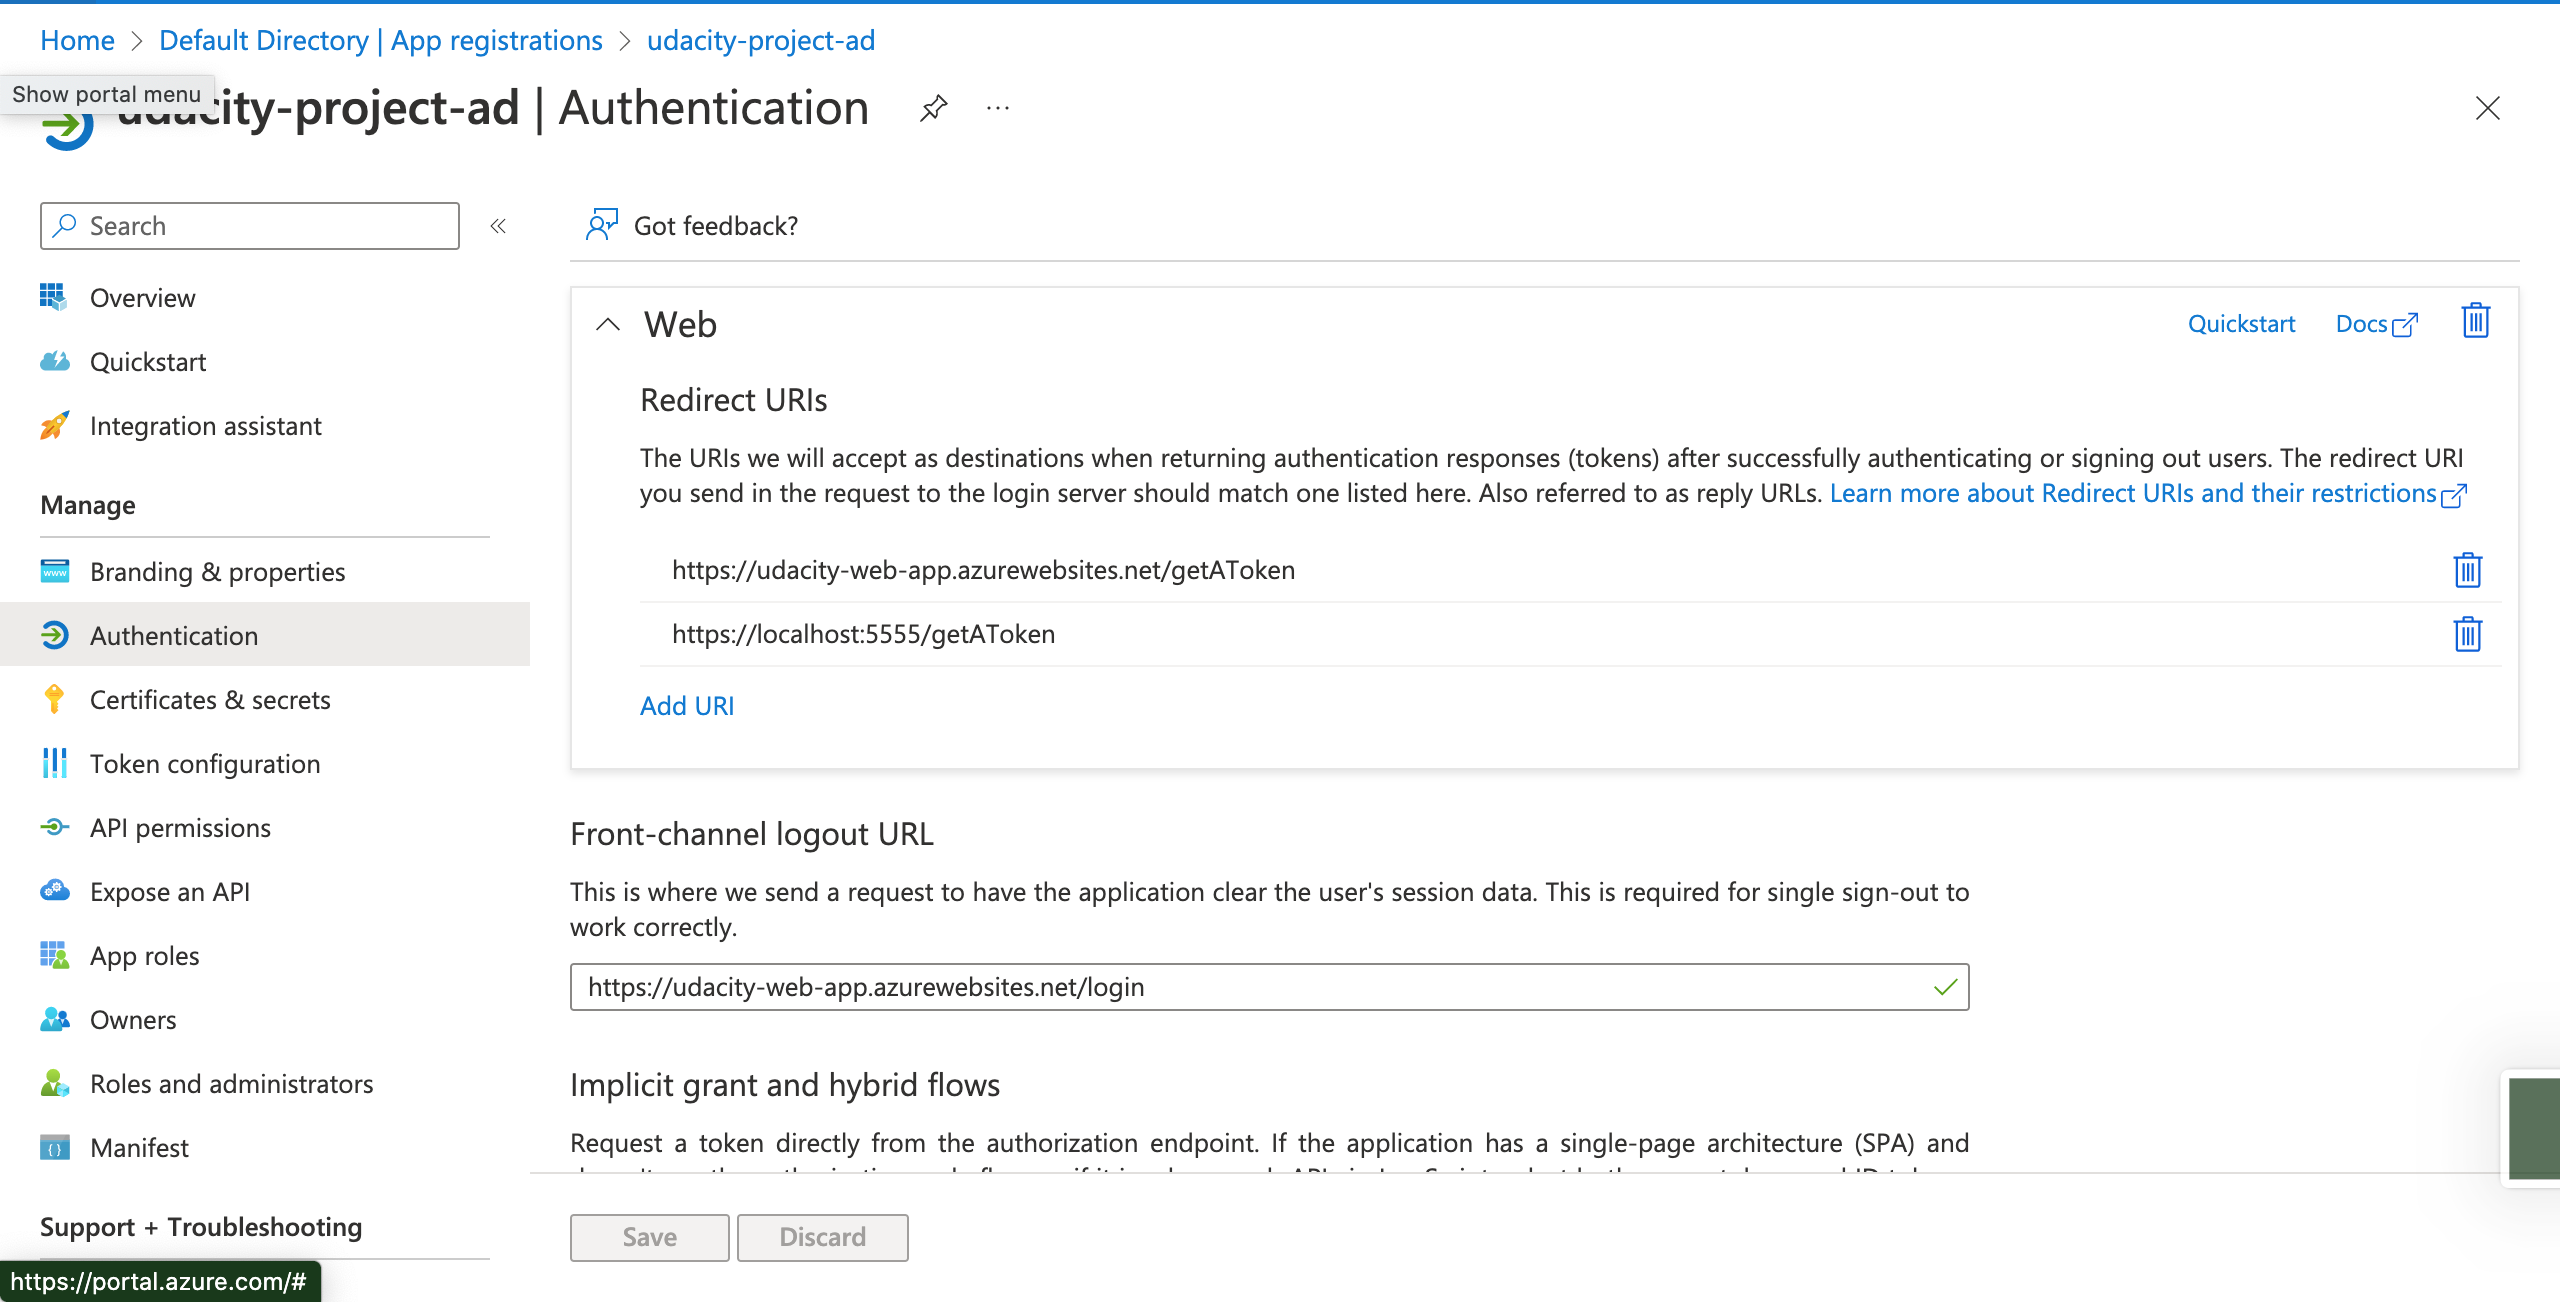 Home > Default Directory | App registrations > udacity-project-ad
Show portal menu
udacity-project-ad | Authentication
Search
Overview
Quickstart
Integration assistant
Manage
Branding & properties
Authentication
Certificates & secrets
Token configuration
API permissions
Expose an API
App roles
Owners
Roles and administrators
Manifest
Support + Troubleshooting
https://portal.azure.com/#
Got feedback?
Web
Quickstart
Docs
Redirect URIs
The URIs we will accept as destinations when returning authentication responses (tokens) after successfully authenticating or signing out users. The redirect URI
you send in the request to the login server should match one listed here. Also referred to as reply URLs. Learn more about Redirect URIs and their restrictions
https://udacity-web-app.azurewebsites.net/getAToken
https://localhost:5555/getAToken
Add URI
Front-channel logout URL
This is where we send a request to have the application clear the user's session data. This is required for single sign-out to
work correctly.
https://udacity-web-app.azurewebsites.net/login
Implicit grant and hybrid flows
Request a token directly from the authorization endpoint. If the application has a single-page architecture (SPA) and
Save
Discard